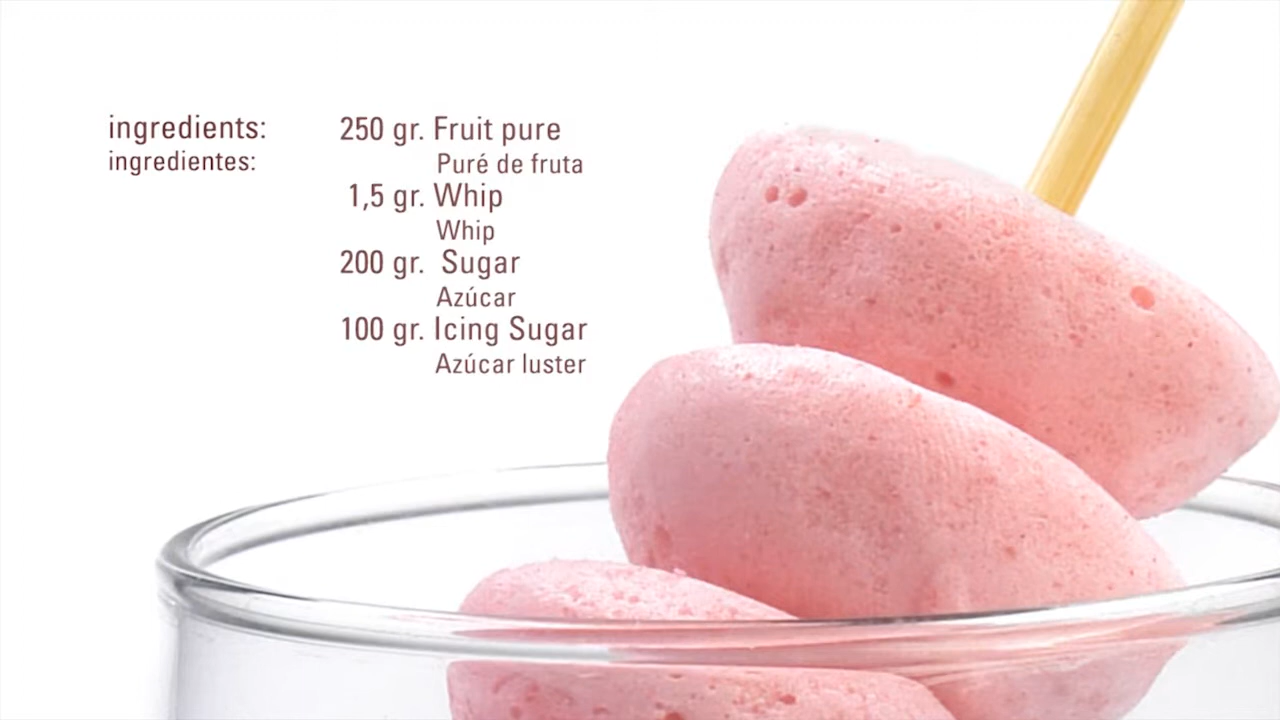 ingredients: 250 gr. Fruit pure
ingredientes: Puré de fruta
1,5 gr. Whip
Whip
200 gr. Sugar
Azúcar
100 gr. Icing Sugar
Azúcar luster